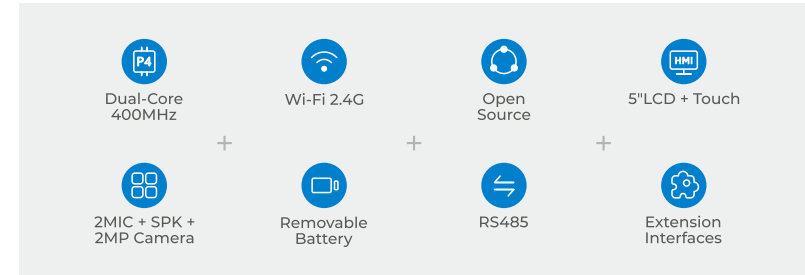 P4
HMI
Dual-Core
400MHz
Wi-Fi 2.4G
Open
Source
5"LCD + Touch
+
+
+
2MIC + SPK +
2MP Camera
Removable
Battery
RS485
Extension
Interfaces